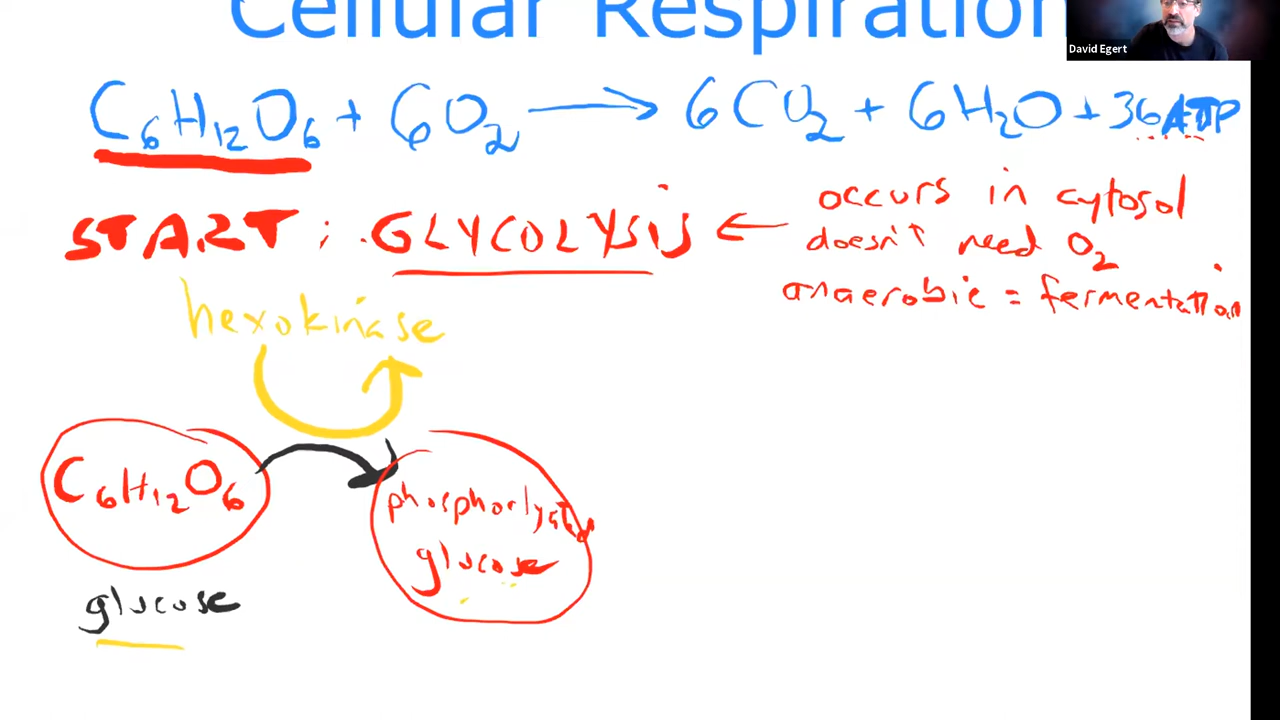 Cellular Respiration
David Egert
C6H12O6 + 6O2 → 6CO2 + 6H2O + 36ATP
START : GLYCOLYSIS ← occurs in cytosol
doesn't need O2
anaerobic = fermentation
hexokinase
C6H12O6
phosphorlyated
glucose
glucose